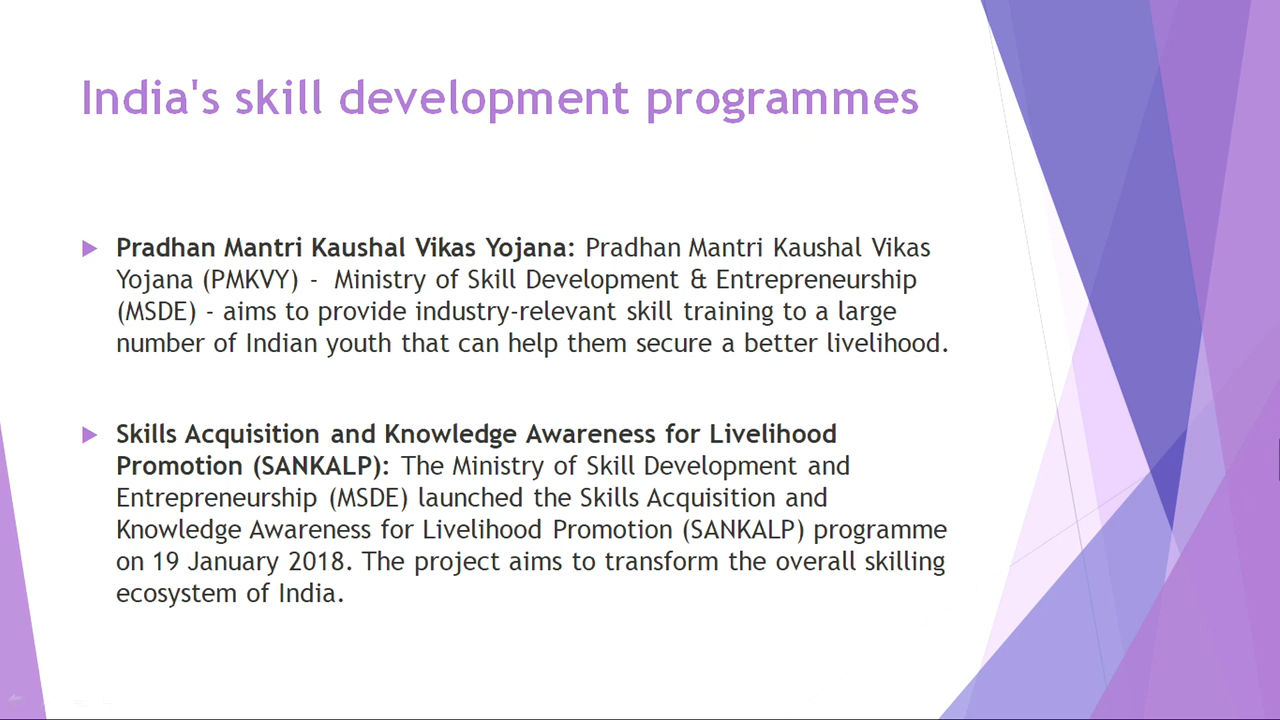 India's skill development programmes
Pradhan Mantri Kaushal Vikas Yojana: Pradhan Mantri Kaushal Vikas
Yojana (PMKVY) - Ministry of Skill Development & Entrepreneurship
(MSDE) - aims to provide industry-relevant skill training to a large
number of Indian youth that can help them secure a better livelihood.
Skills Acquisition and Knowledge Awareness for Livelihood
Promotion (SANKALP): The Ministry of Skill Development and
Entrepreneurship (MSDE) launched the Skills Acquisition and
Knowledge Awareness for Livelihood Promotion (SANKALP) programme
on 19 January 2018. The project aims to transform the overall skilling
ecosystem of India.